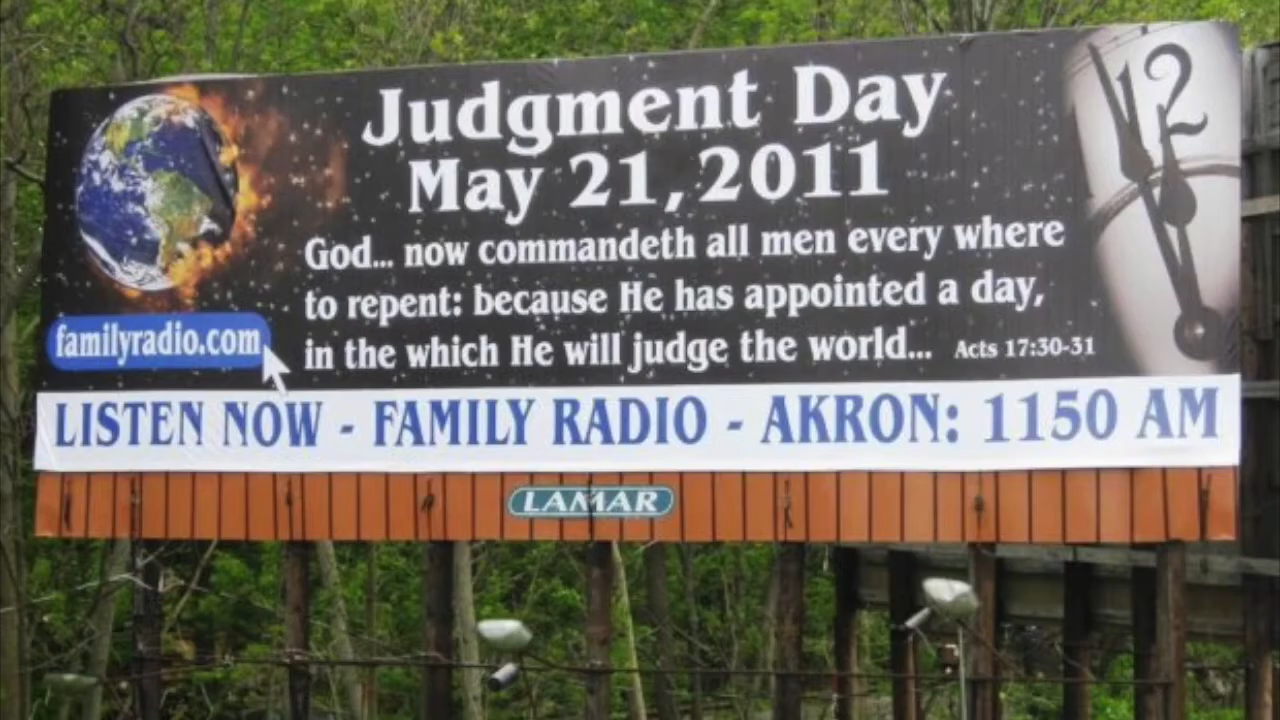 Judgment Day
May 21, 2011
God... now commandeth all men every where
to repent: because He has appointed a day,
in the which He will judge the world... Acts 17:30-31
familyradio.com
12
LISTEN NOW - FAMILY RADIO - AKRON: 1150 AM
LAMAR